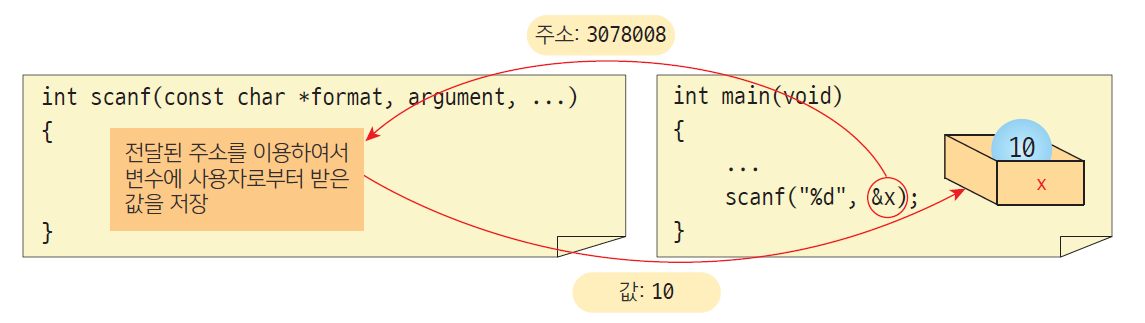 주소: 3078008
int scanf(const char *format, argument, ...)
{
전달된 주소를 이용하여서
변수에 사용자로부터 받은
값을 저장
}
int main(void)
{
...
scanf("%d", &x);
}
10
x
값: 10